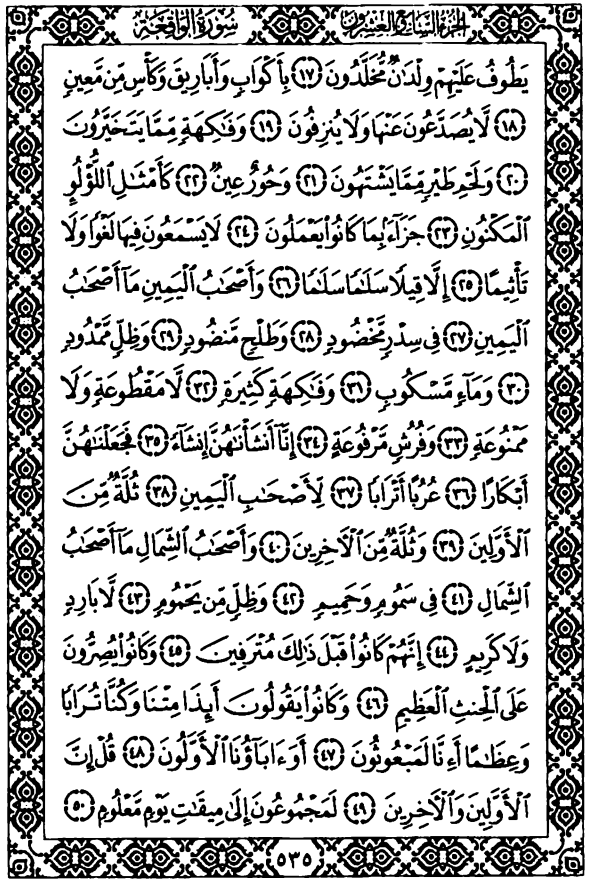 الجزء السابع والعشرون سورة الواقعة
يَطُوفُ عَلَيْهِمْ وِلْدَٰنٌ مُّخَلَّدُونَ ١٧ بِأَكْوَابٍ وَأَبَارِيقَ وَكَأْسٍ مِّن مَّعِينٍ
١٨ لَّا يُصَدَّعُونَ عَنْهَا وَلَا يُنزِفُونَ ١٩ وَفَٰكِهَةٍ مِّمَّا يَتَخَيَّرُونَ
٢٠ وَلَحْمِ طَيْرٍ مِّمَّا يَشْتَهُونَ ٢١ وَحُورٌ عِينٌ ٢٢ كَأَمْثَٰلِ ٱللُّؤْلُوِٕ
ٱلْمَكْنُونِ ٢٣ جَزَآءًۢ بِمَا كَانُوا۟ يَعْمَلُونَ ٢٤ لَا يَسْمَعُونَ فِيهَا لَغْوًا وَلَا
تَأْثِيمًا ٢٥ إِلَّا قِيلًا سَلَٰمًا سَلَٰمًا ٢٦ وَأَصْحَٰبُ ٱلْيَمِينِ مَآ أَصْحَٰبُ
ٱلْيَمِينِ ٢٧ فِى سِدْرٍ مَّخْضُودٍ ٢٨ وَطَلْحٍ مَّنضُودٍ ٢٩ وَظِلٍّ مَّمْدُودٍ
٣٠ وَمَآءٍ مَّسْكُوبٍ ٣١ وَفَٰكِهَةٍ كَثِيرَةٍ ٣٢ لَّا مَقْطُوعَةٍ وَلَا
مَمْنُوعَةٍ ٣٣ وَفُرُشٍ مَّرْفُوعَةٍ ٣٤ إِنَّآ أَنشَأْنَٰهُنَّ إِنشَآءً ٣٥ فَجَعَلْنَٰهُنَّ
أَبْكَارًا ٣٦ عُرُبًا أَتْرَابًا ٣٧ لِّأَصْحَٰبِ ٱلْيَمِينِ ٣٨ ثُلَّةٌ مِّنَ
ٱلْأَوَّلِينَ ٣٩ وَثُلَّةٌ مِّنَ ٱلْءَاخِرِينَ ٤٠ وَأَصْحَٰبُ ٱلشِّمَالِ مَآ أَصْحَٰبُ
ٱلشِّمَالِ ٤١ فِى سَمُومٍ وَحَمِيمٍ ٤٢ وَظِلٍّ مِّن يَحْمُومٍ ٤٣ لَّا بَارِدٍ
وَلَا كَرِيمٍ ٤٤ إِنَّهُمْ كَانُوا۟ قَبْلَ ذَٰلِكَ مُتْرَفِينَ ٤٥ وَكَانُوا۟ يُصِرُّونَ
عَلَى ٱلْحِنثِ ٱلْعَظِيمِ ٤٦ وَكَانُوا۟ يَقُولُونَ أَئِذَا مِتْنَا وَكُنَّا تُرَابًا
وَعِظَٰمًا أَءِنَّا لَمَبْعُوثُونَ ٤٧ أَوَءَابَآؤُنَا ٱلْأَوَّلُونَ ٤٨ قُلْ إِنَّ
ٱلْأَوَّلِينَ وَٱلْءَاخِرِينَ ٤٩ لَمَجْمُوعُونَ إِلَىٰ مِيقَٰتِ يَوْمٍ مَّعْلُومٍ ٥٠
٥٣٥